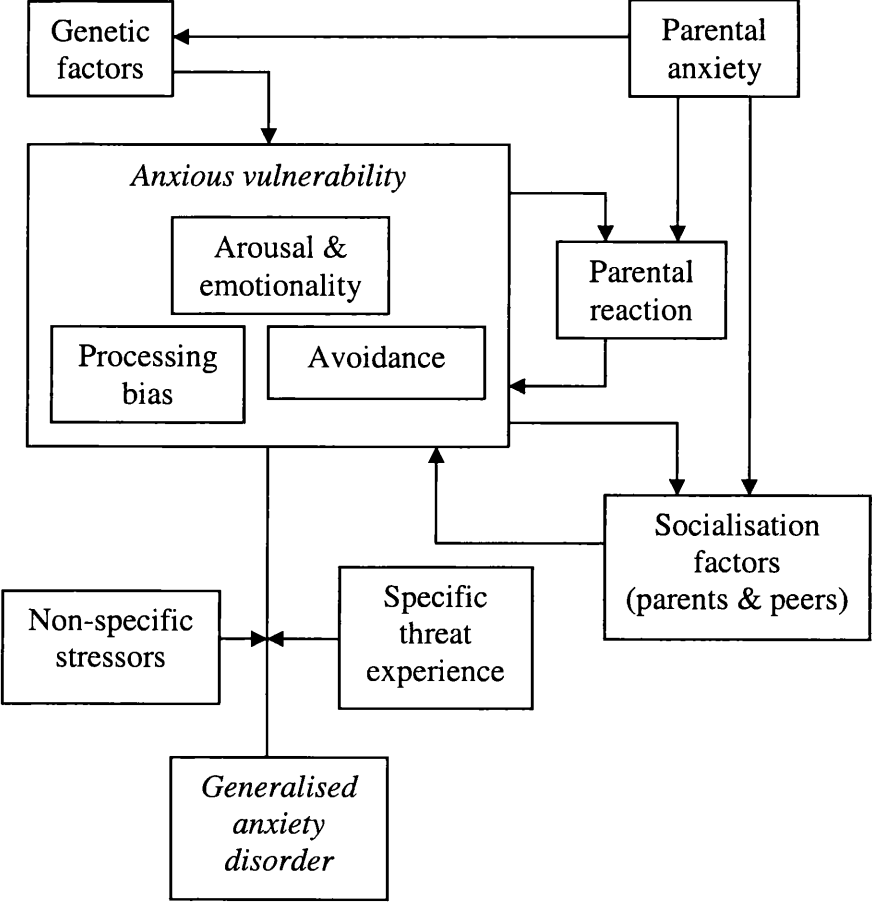 Genetic
factors
Parental
anxiety
Anxious vulnerability
Arousal &
emotionality
Processing
bias
Avoidance
Parental
reaction
Socialisation
factors
(parents & peers)
Non-specific
stressors
Specific
threat
experience
Generalised
anxiety
disorder